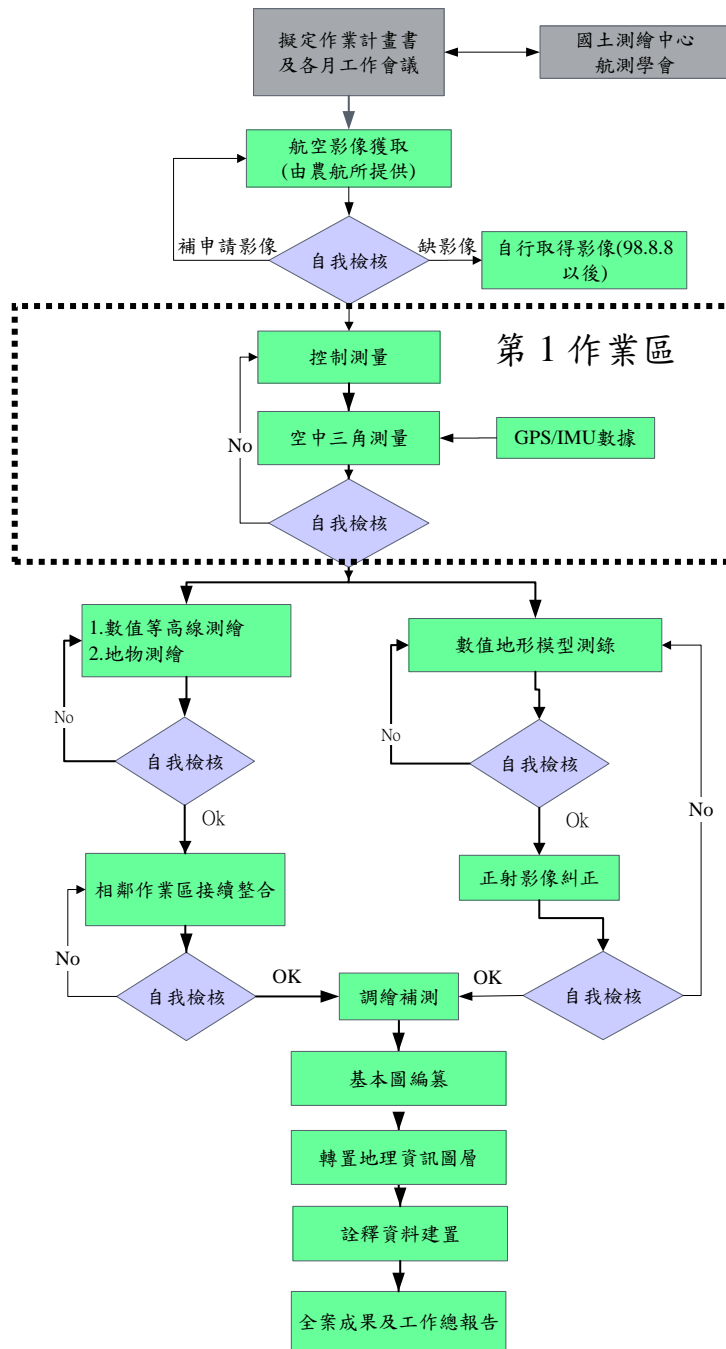 擬定作業計畫書
及各月工作會議
國土測繪中心
航測學會
航空影像獲取
(由農航所提供)
補申請影像
自我檢核
缺影像
自行取得影像(98.8.8
以後)
第 1 作業區
控制測量
No
空中三角測量
GPS/IMU數據
自我檢核
1.數值等高線測繪
2.地物測繪
數值地形模型測錄
No
No
自我檢核
自我檢核
No
Ok
Ok
相鄰作業區接續整合
正射影像糾正
No
自我檢核
OK
調繪補測
OK
自我檢核
基本圖編篡
轉置地理資訊圖層
詮釋資料建置
全案成果及工作總報告